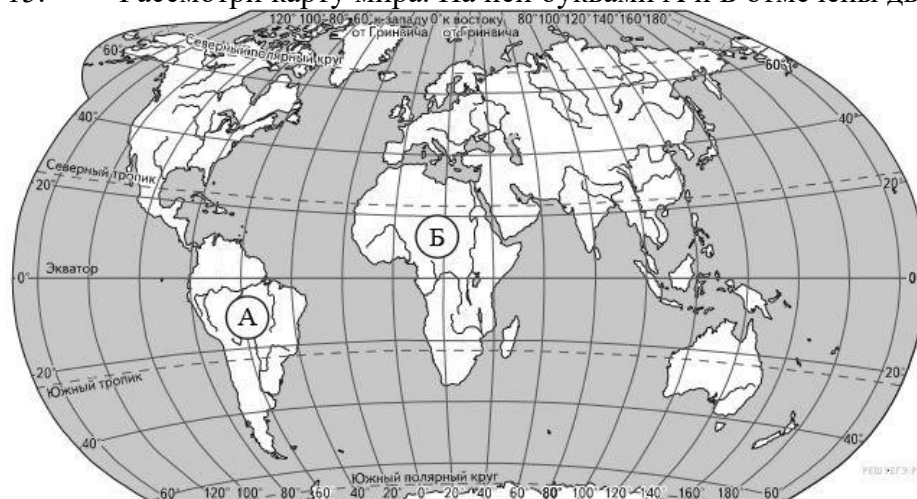 Рассмотри карту мира. На ней буквами А и Б отмечены дв
120° 100° 80° 60° к западу 0° к востоку 60° 80° 100° 120° 140° 160° 180°
от Гринвича от Гринвича
Северный полярный круг
60° 60°
40° 40°
Северный тропик
20° 20°
Б
Экватор
0° 0°
А
20° 20°
Южный тропик
40° 40°
Южный полярный круг
60° 120° 100° 80° 60° 40° 20° 0° 20° 40° 60° 80° 100° 120° 140° 160° 60°